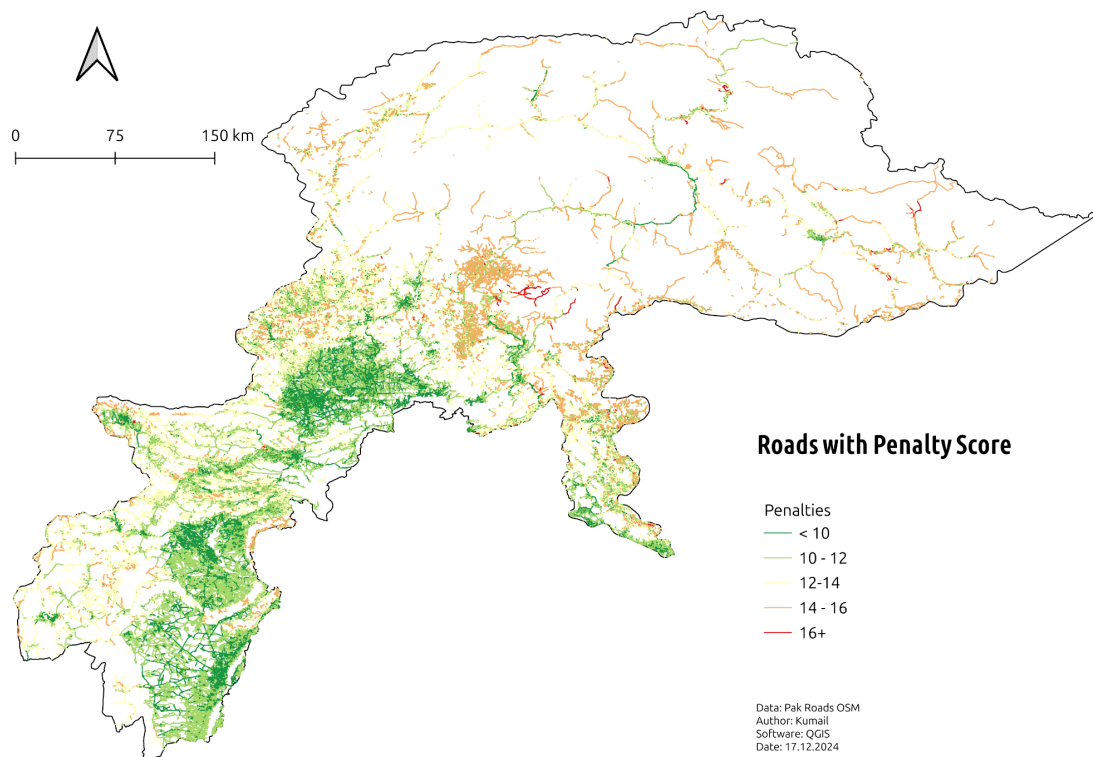 0 75 150 km
Roads with Penalty Score
Penalties
< 10
10 - 12
12-14
14 - 16
16+
Data: Pak Roads OSM
Author: Kumail
Software: QGIS
Date: 17.12.2024